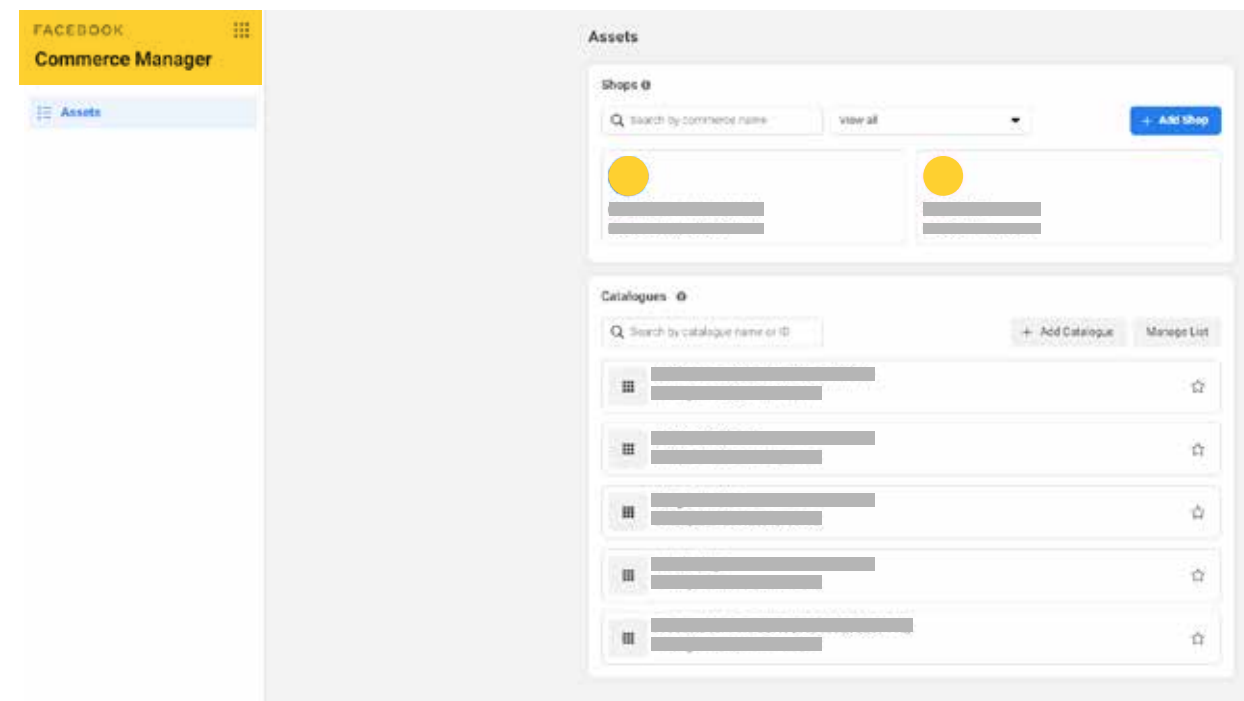 FACEBOOK
Commerce Manager
Assets
Assets
Shops
Search by commerce name
View all
+ Add Shop
Catalogues
Search by catalogue name or ID
+ Add Catalogue
Manage List